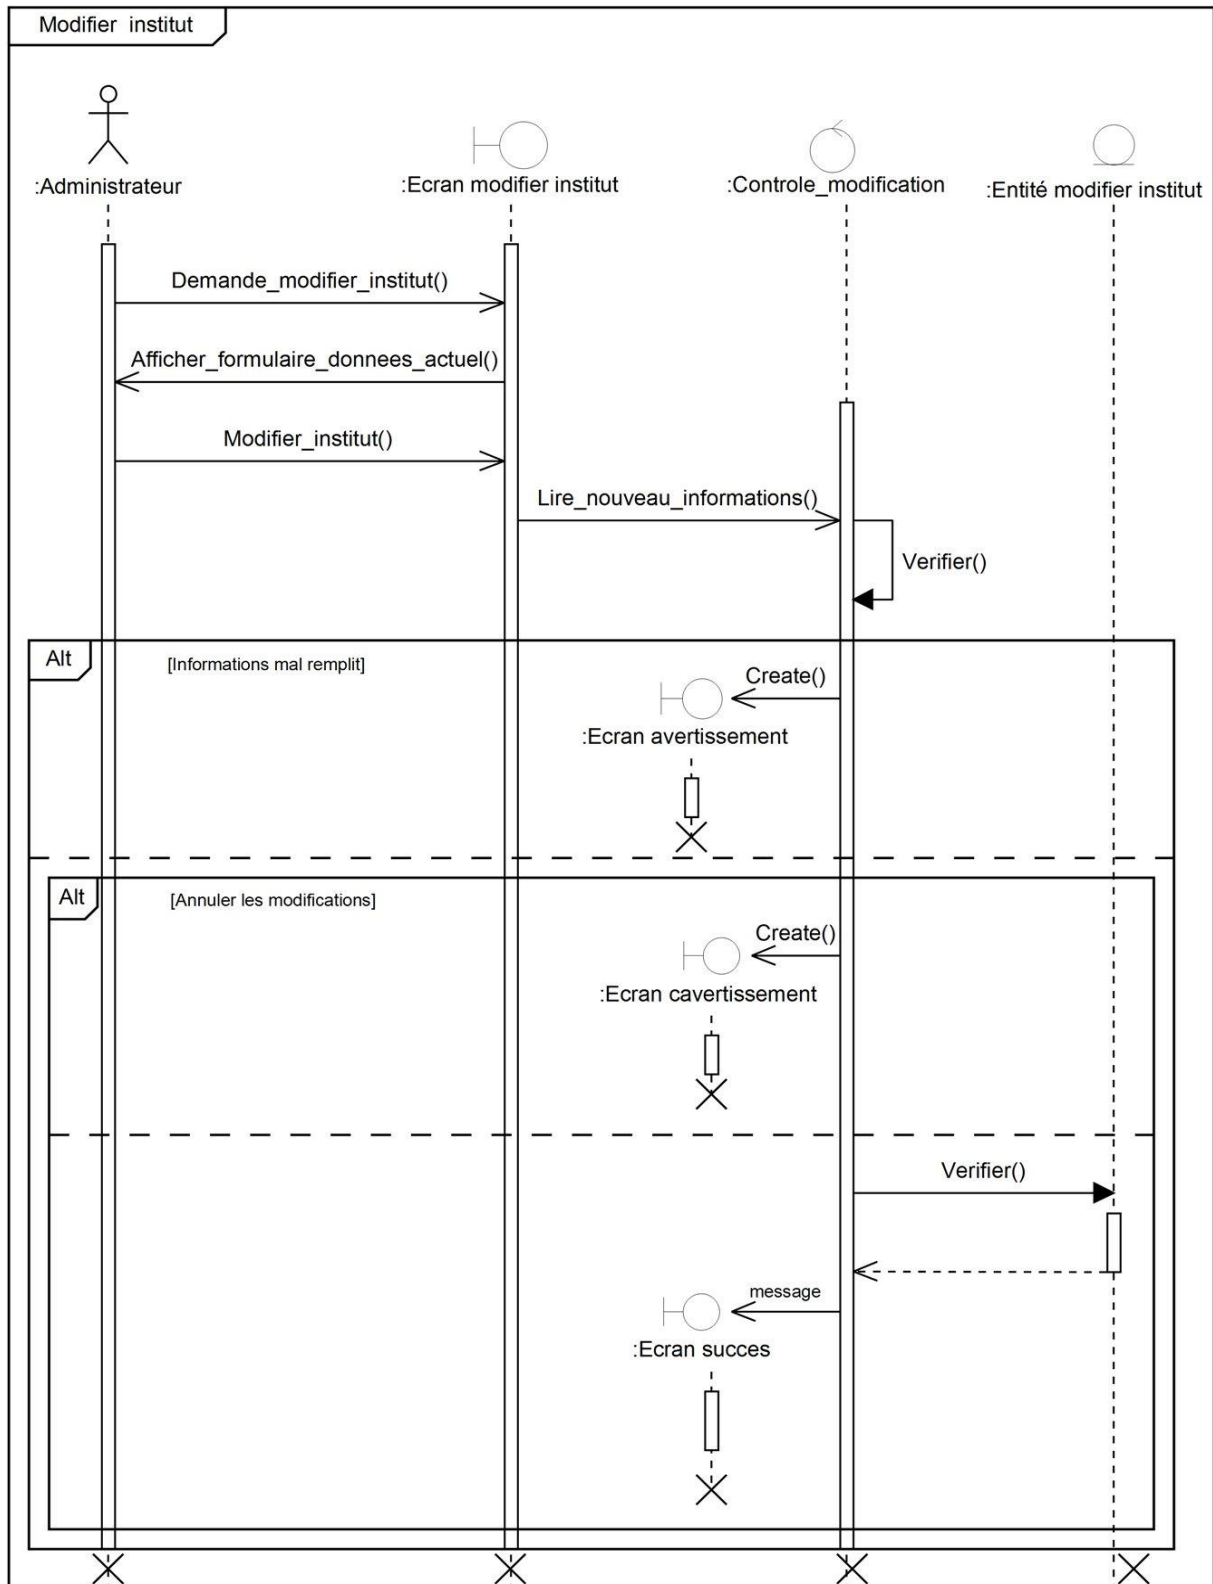 Modifier institut
:Administrateur
:Ecran modifier institut
:Controle_modification
:Entité modifier institut
Demande_modifier_institut()
Afficher_formulaire_donnees_actuel()
Modifier_institut()
Lire_nouveau_informations()
Verifier()
Alt
[Informations mal remplit]
Create()
:Ecran avertissement
Alt
[Annuler les modifications]
Create()
:Ecran cavertissement
Verifier()
message
:Ecran succes